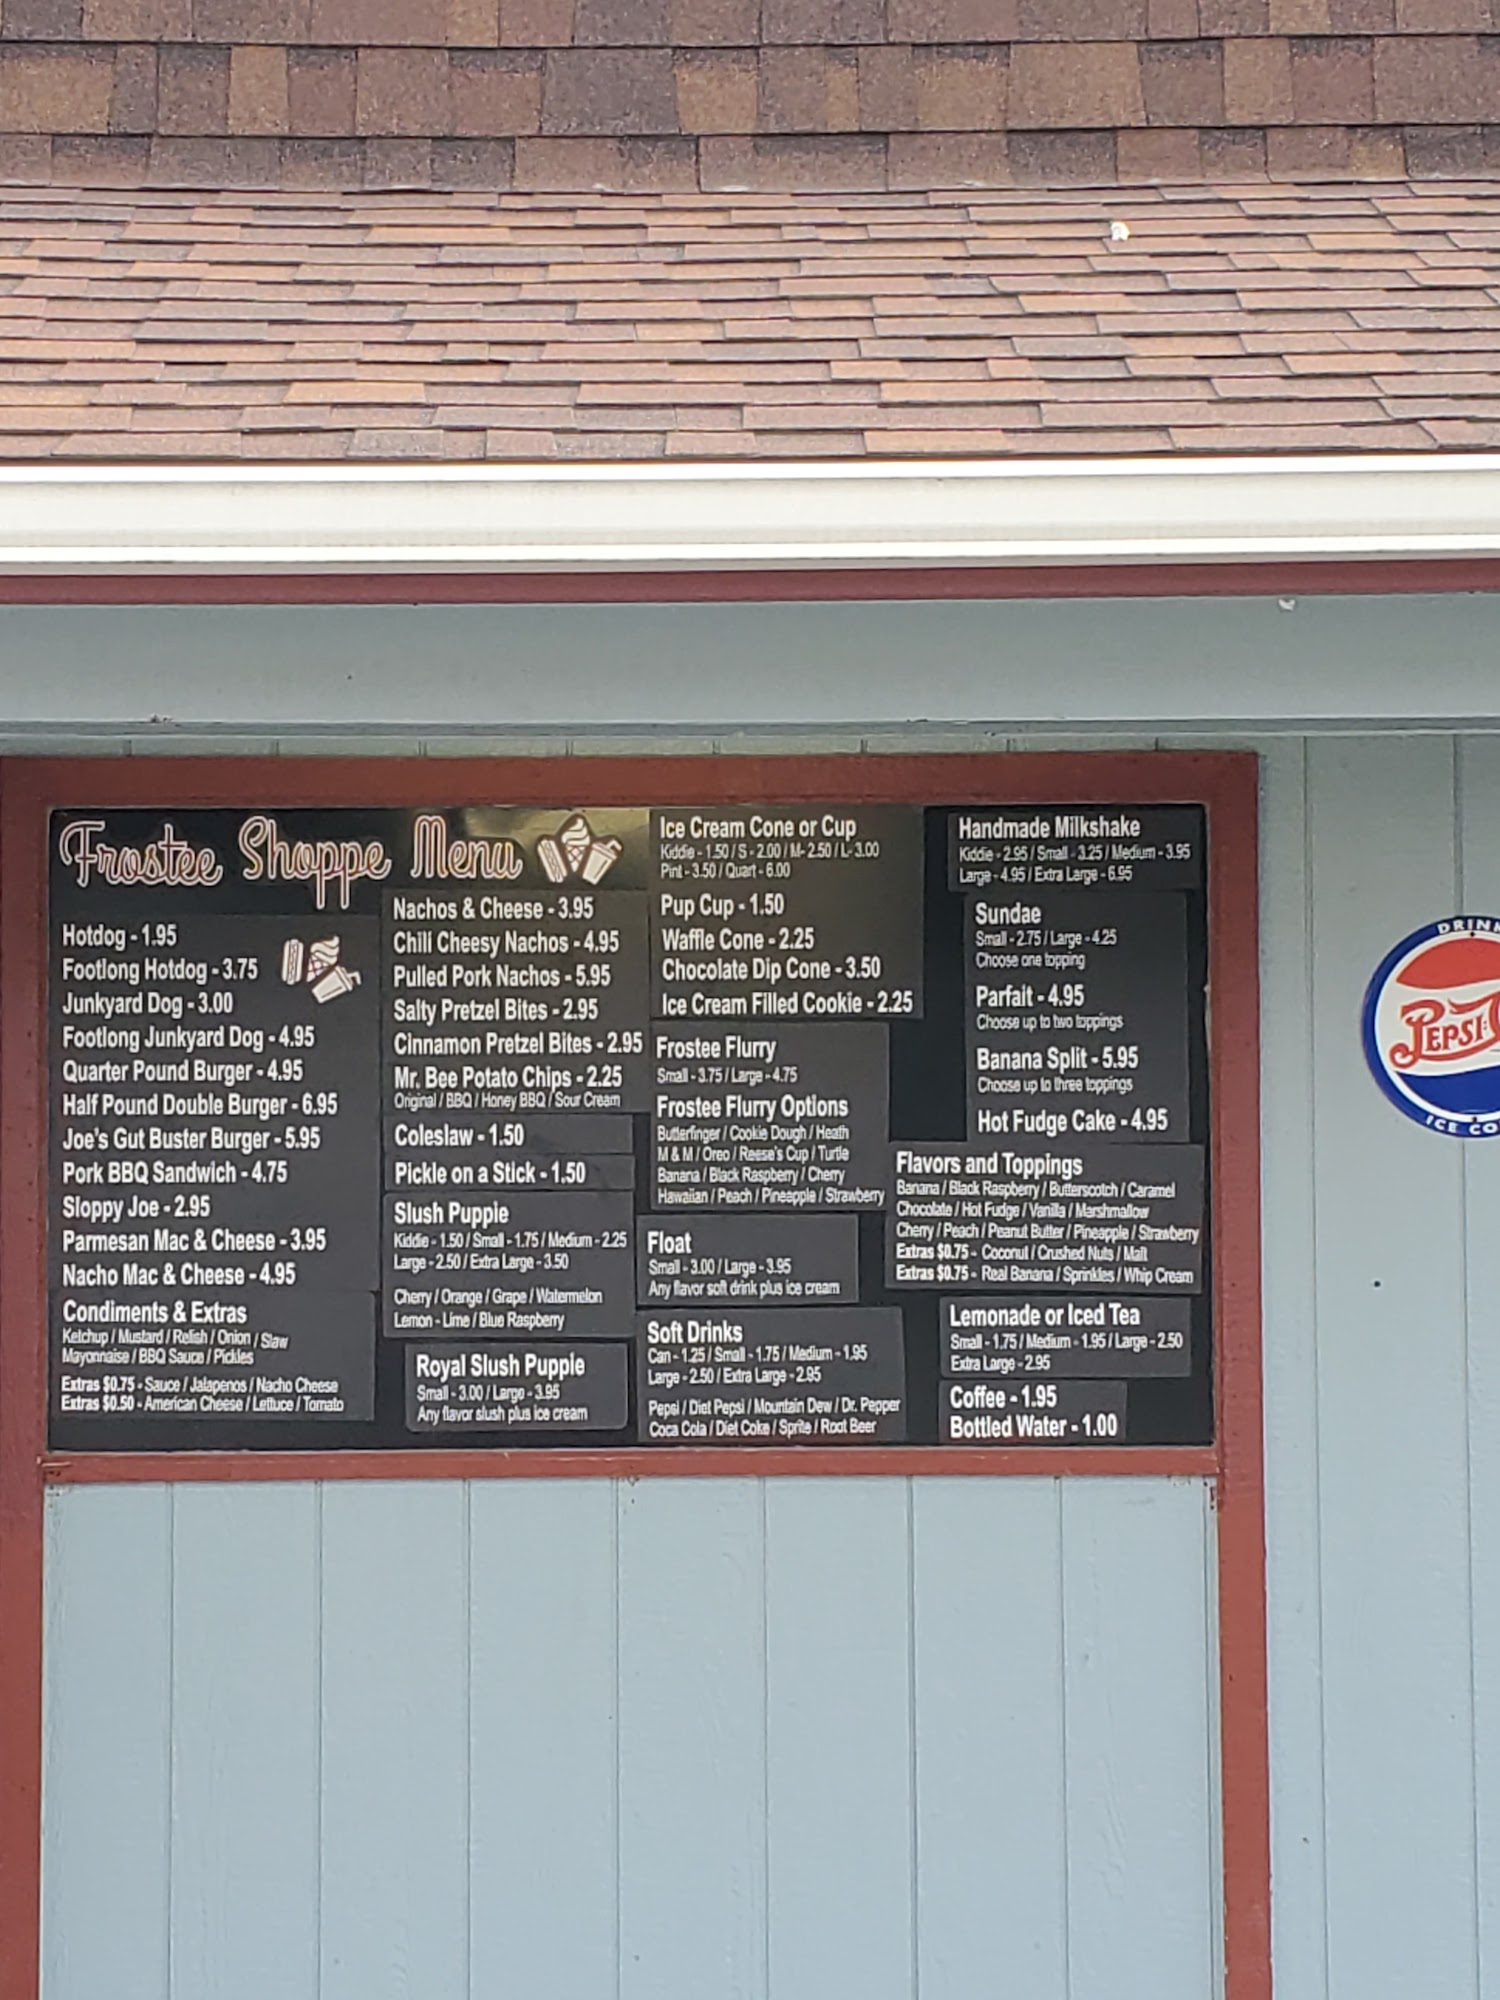 Frostee Shoppe Menu
Hotdog - 1.95
Footlong Hotdog - 3.75
Junkyard Dog - 3.00
Footlong Junkyard Dog - 4.95
Quarter Pound Burger - 4.95
Half Pound Double Burger - 6.95
Joe's Gut Buster Burger - 5.95
Pork BBQ Sandwich - 4.75
Sloppy Joe - 2.95
Parmesan Mac & Cheese - 3.95
Nacho Mac & Cheese - 4.95
Condiments & Extras
Ketchup / Mustard / Relish / Onion / Slaw
Mayonnaise / BBQ Sauce / Pickles
Extras $0.75 - Sauce / Jalapenos / Nacho Cheese
Extras $0.50 - American Cheese / Lettuce / Tomato
Nachos & Cheese - 3.95
Chili Cheesy Nachos - 4.95
Pulled Pork Nachos - 5.95
Salty Pretzel Bites - 2.95
Cinnamon Pretzel Bites - 2.95
Mr. Bee Potato Chips - 2.25
Original / BBQ / Honey BBQ / Sour Cream
Coleslaw - 1.50
Pickle on a Stick - 1.50
Slush Puppie
Kiddie - 1.50 / Small - 1.75 / Medium - 2.25
Large - 2.50 / Extra Large - 3.50
Cherry / Orange / Grape / Watermelon
Lemon - Lime / Blue Raspberry
Royal Slush Puppie
Small - 3.00 / Large - 3.95
Any flavor slush plus ice cream
Ice Cream Cone or Cup
Kiddie - 1.50 / S - 2.00 / M - 2.50 / L - 3.00
Pint - 3.50 / Quart - 6.00
Pup Cup - 1.50
Waffle Cone - 2.25
Chocolate Dip Cone - 3.50
Ice Cream Filled Cookie - 2.25
Frostee Flurry
Small - 3.75 / Large - 4.75
Frostee Flurry Options
Butterfinger / Cookie Dough / Heath
M & M / Oreo / Reese's Cup / Turtle
Banana / Black Raspberry / Cherry
Hawaiian / Peach / Pineapple / Strawberry
Float
Small - 3.00 / Large - 3.95
Any flavor soft drink plus ice cream
Soft Drinks
Can - 1.25 / Small - 1.75 / Medium - 1.95
Large - 2.50 / Extra Large - 2.95
Pepsi / Diet Pepsi / Mountain Dew / Dr. Pepper
Coca Cola / Diet Coke / Sprite / Root Beer
Handmade Milkshake
Kiddie - 2.95 / Small - 3.25 / Medium - 3.95
Large - 4.95 / Extra Large - 6.95
Sundae
Small - 2.75 / Large - 4.25
Choose one topping
Parfait - 4.95
Choose up to two toppings
Banana Split - 5.95
Choose up to three toppings
Hot Fudge Cake - 4.95
Flavors and Toppings
Banana / Black Raspberry / Butterscotch / Caramel
Chocolate / Hot Fudge / Vanilla / Marshmallow
Cherry / Peach / Peanut Butter / Pineapple / Strawberry
Extras $0.75 - Coconut / Crushed Nuts / Malt
Extras $0.75 - Real Banana / Sprinkles / Whip Cream
Lemonade or Iced Tea
Small - 1.75 / Medium - 1.95 / Large - 2.50
Extra Large - 2.95
Coffee - 1.95
Bottled Water - 1.00
DRINK
PEPSI:
ICE CO